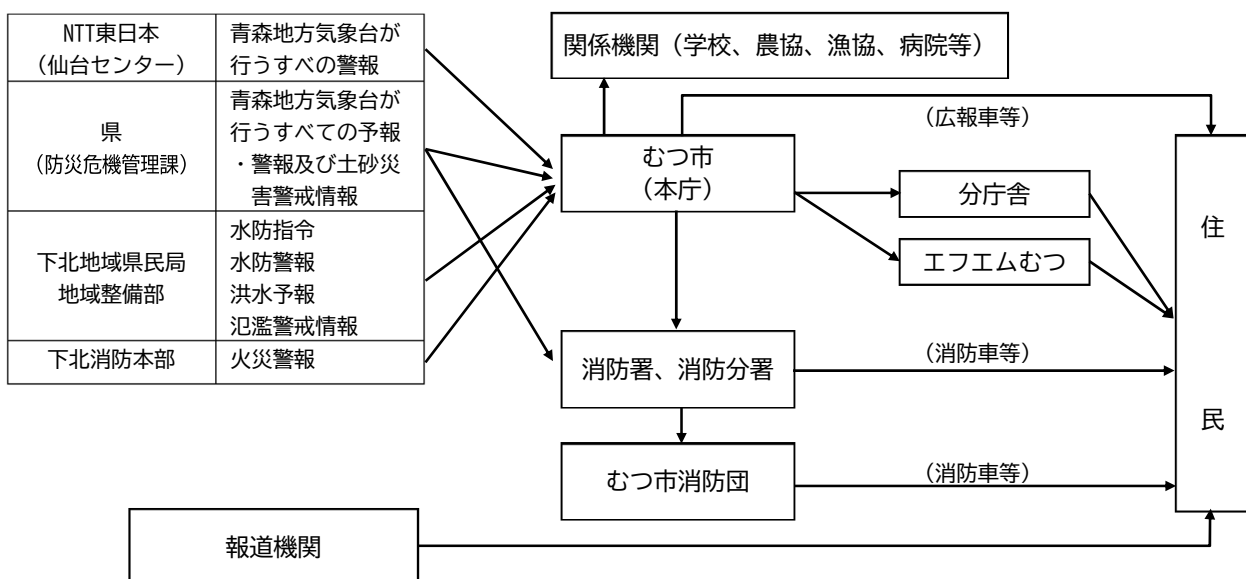 NTT東日本
（仙台センター）
青森地方気象台が
行うすべの警報
県
（防災危機管理課）
青森地方気象台が
行うすべての予報
・警報及び土砂災
害警戒情報
下北地域県民局
地域整備部
水防指令
水防警報
洪水予報
氾濫警戒情報
下北消防本部
火災警報
関係機関（学校、農協、漁協、病院等）
（広報車等）
むつ市
（本庁）
分庁舎
エフエムむつ
消防署、消防分署
（消防車等）
むつ市消防団
（消防車等）
住
民
報道機関